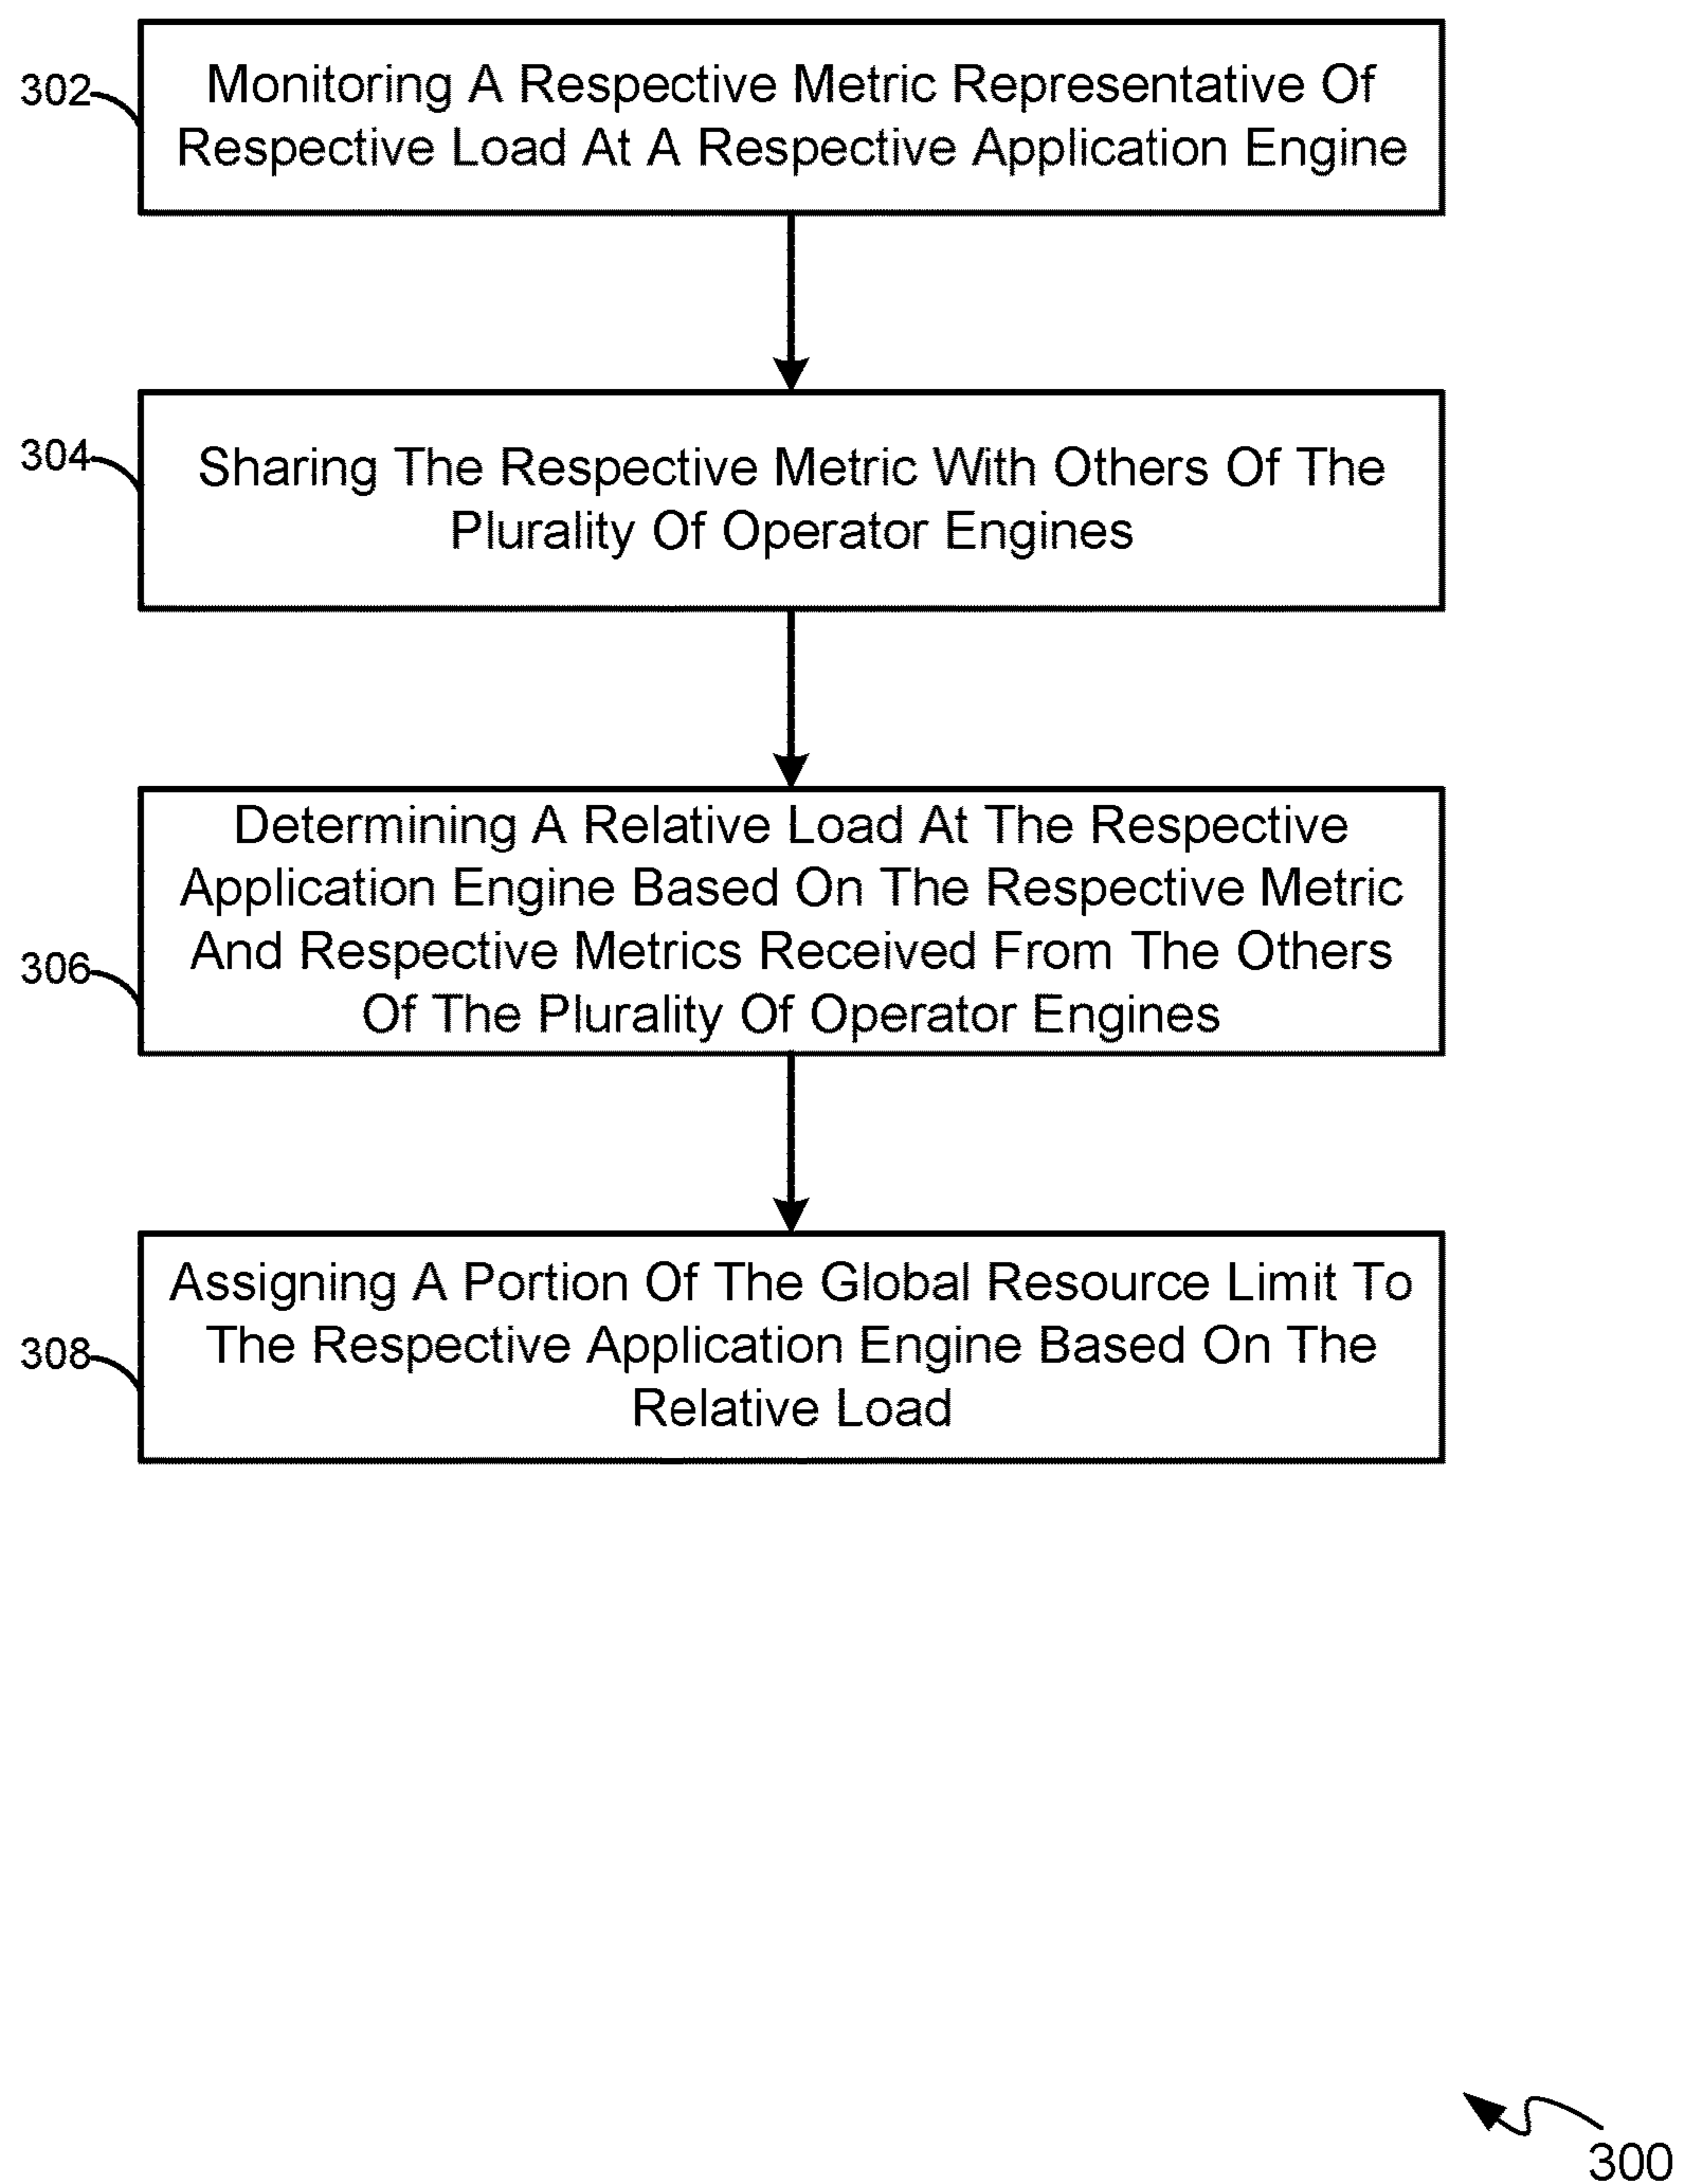 302
Monitoring A Respective Metric Representative Of
Respective Load At A Respective Application Engine
304
Sharing The Respective Metric With Others Of The
Plurality Of Operator Engines
Determining A Relative Load At The Respective
Application Engine Based On The Respective Metric
306
And Respective Metrics Received From The Others
Of The Plurality Of Operator Engines
Assigning A Portion Of The Global Resource Limit To
308
The Respective Application Engine Based On The
Relative Load
300